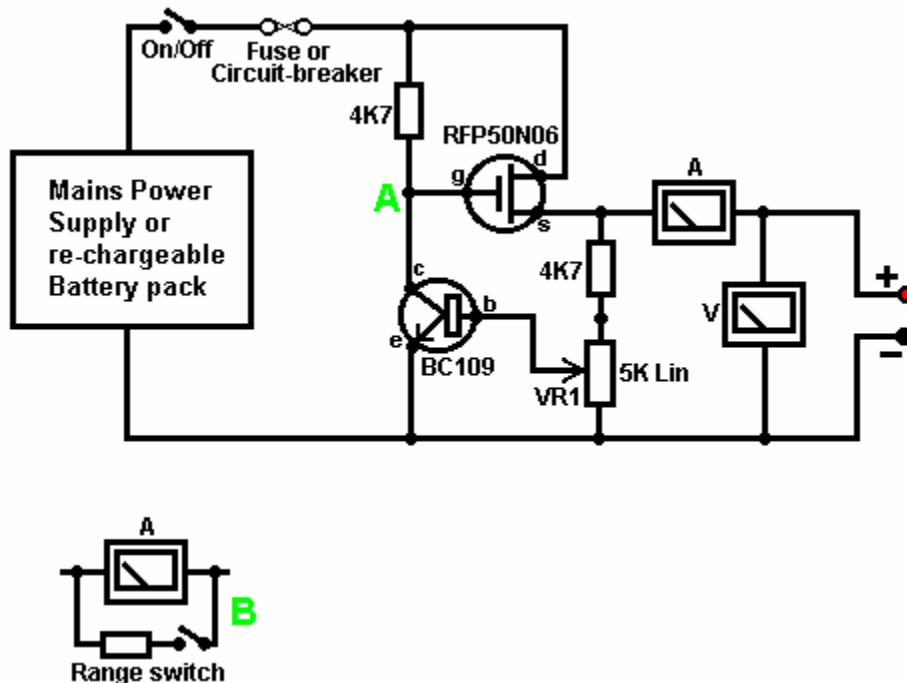 On/Off
Fuse or
Circuit-breaker
4K7
RFP50N06
d
g
s
A
A
Mains Power
Supply or
re-chargeable
Battery pack
c
b
e
BC109
4K7
VR1
5K Lin
V
+
−
A
B
Range switch